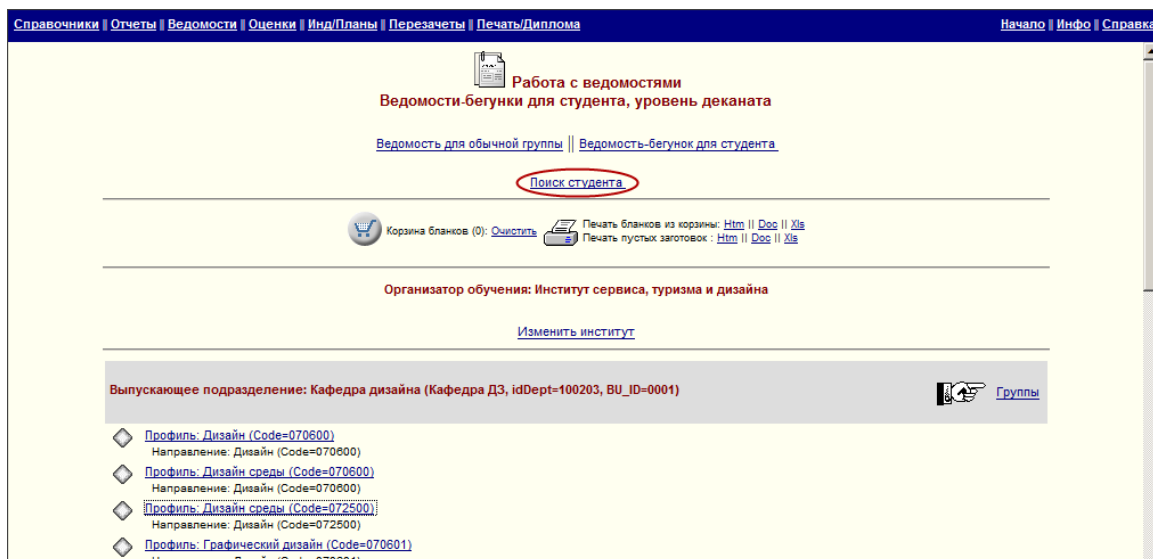 Справочники || Отчеты || Ведомости || Оценки || Инд/Планы || Перезачеты || Печать/Диплома Начало || Инфо || Справка
Работа с ведомостями
Ведомости-бегунки для студента, уровень деканата
Ведомость для обычной группы || Ведомость-бегунок для студента
Поиск студента
Корзина бланков (0): Очистить Печать бланков из корзины: Htm || Doc || Xls
Печать пустых заготовок : Htm || Doc || Xls
Организатор обучения: Институт сервиса, туризма и дизайна
Изменить институт
Выпускающее подразделение: Кафедра дизайна (Кафедра ДЗ, idDept=100203, BU_ID=0001) Группы
Профиль: Дизайн (Code=070600)
Направление: Дизайн (Code=070600)
Профиль: Дизайн среды (Code=070600)
Направление: Дизайн (Code=070600)
Профиль: Дизайн среды (Code=072500)
Направление: Дизайн (Code=072500)
Профиль: Графический дизайн (Code=070601)